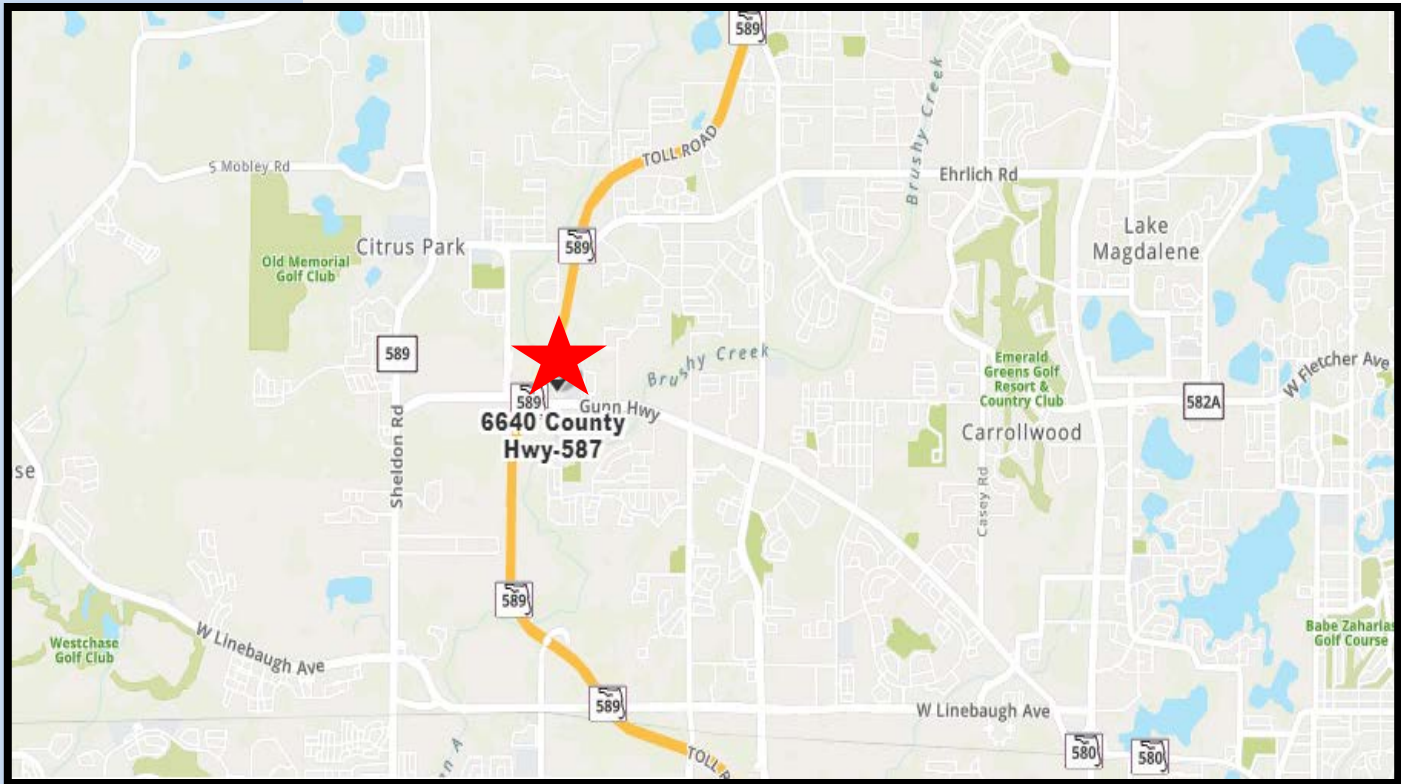 589
TOLL ROAD
Brushy Creek
S Mobley Rd
Ehrlich Rd
Lake
Magdalene
Citrus Park
589
Old Memorial
Golf Club
589
Brushy Creek
Emerald
Greens Golf
Resort &
Country Club
W Fletcher Ave
589
Gunn Hwy
582A
6640 County
Hwy-587
Carrollwood
se
Sheldon Rd
Casey Rd
589
W Linebaugh Ave
Westchase
Golf Club
Babe Zaharias
Golf Course
589
W Linebaugh Ave
TOLL R
en A
580
580